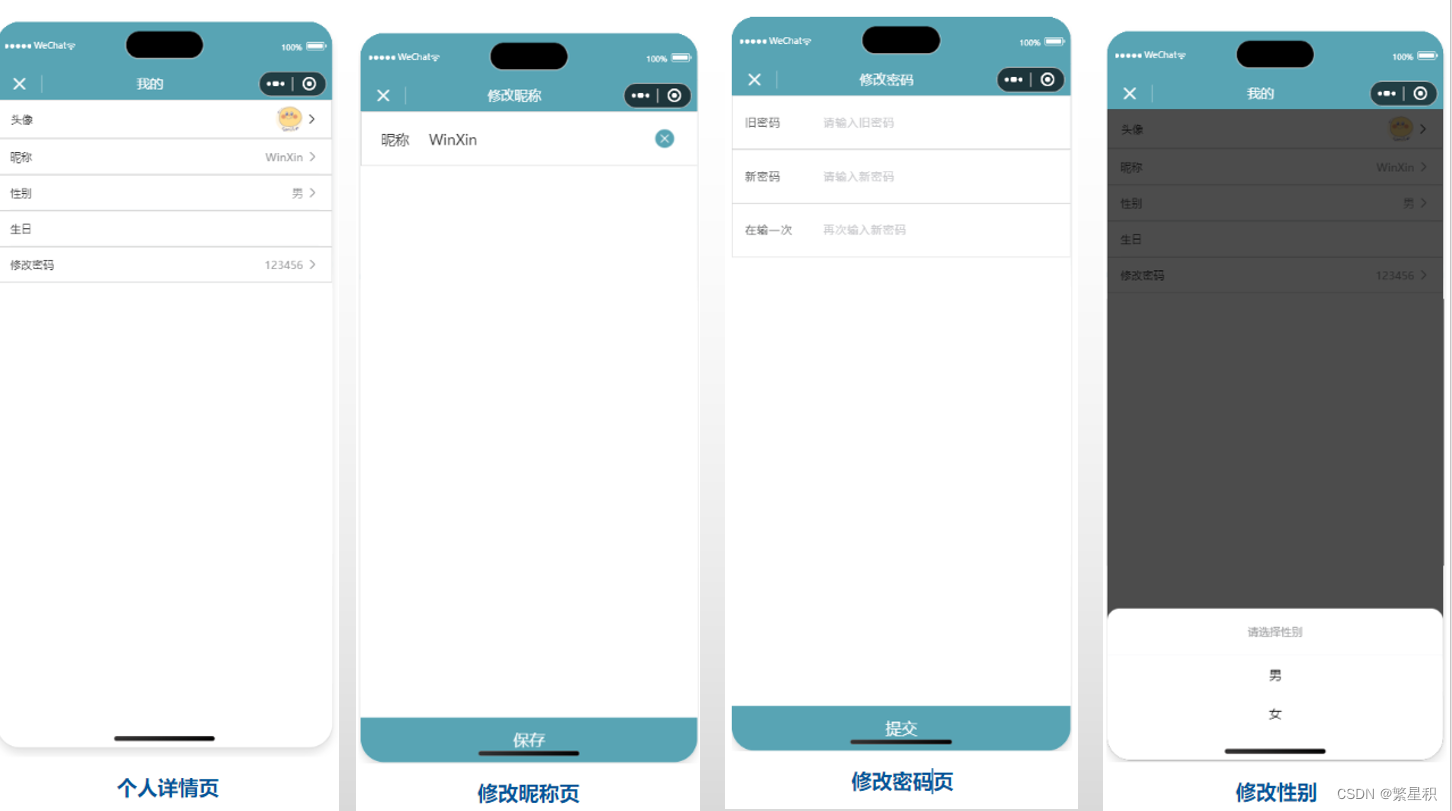 ●●●●● WeChat
100%
我的
头像
昵称
WinXin
性别
男
生日
修改密码
123456
个人详情页
●●●●● WeChat
100%
修改昵称
昵称
WinXin
保存
修改昵称页
●●●●● WeChat
100%
修改密码
旧密码
请输入旧密码
新密码
请输入新密码
在输一次
再次输入新密码
提交
修改密码页
●●●●● WeChat
100%
我的
头像
昵称
WinXin
性别
男
生日
修改密码
123456
请选择性别
男
女
修改性别
CSDN @繁星积